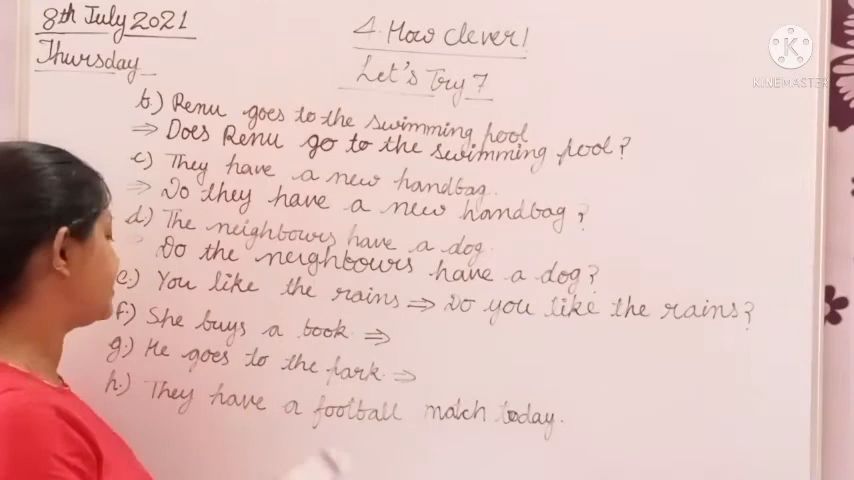 8th July 2021
Thursday
4. How clever!
Let's Try 7
b.) Renu goes to the swimming pool
⇒ Does Renu go to the swimming pool?
c) They have a new handbag.
⇒ Do they have a new handbag?
d.) The neighbours have a dog.
⇒ Do the neighbours have a dog?
e.) You like the rains ⇒ Do you like the rains?
f.) She buys a book. ⇒
g.) He goes to the park. ⇒
h.) They have a football match today.
K
KINEMASTER